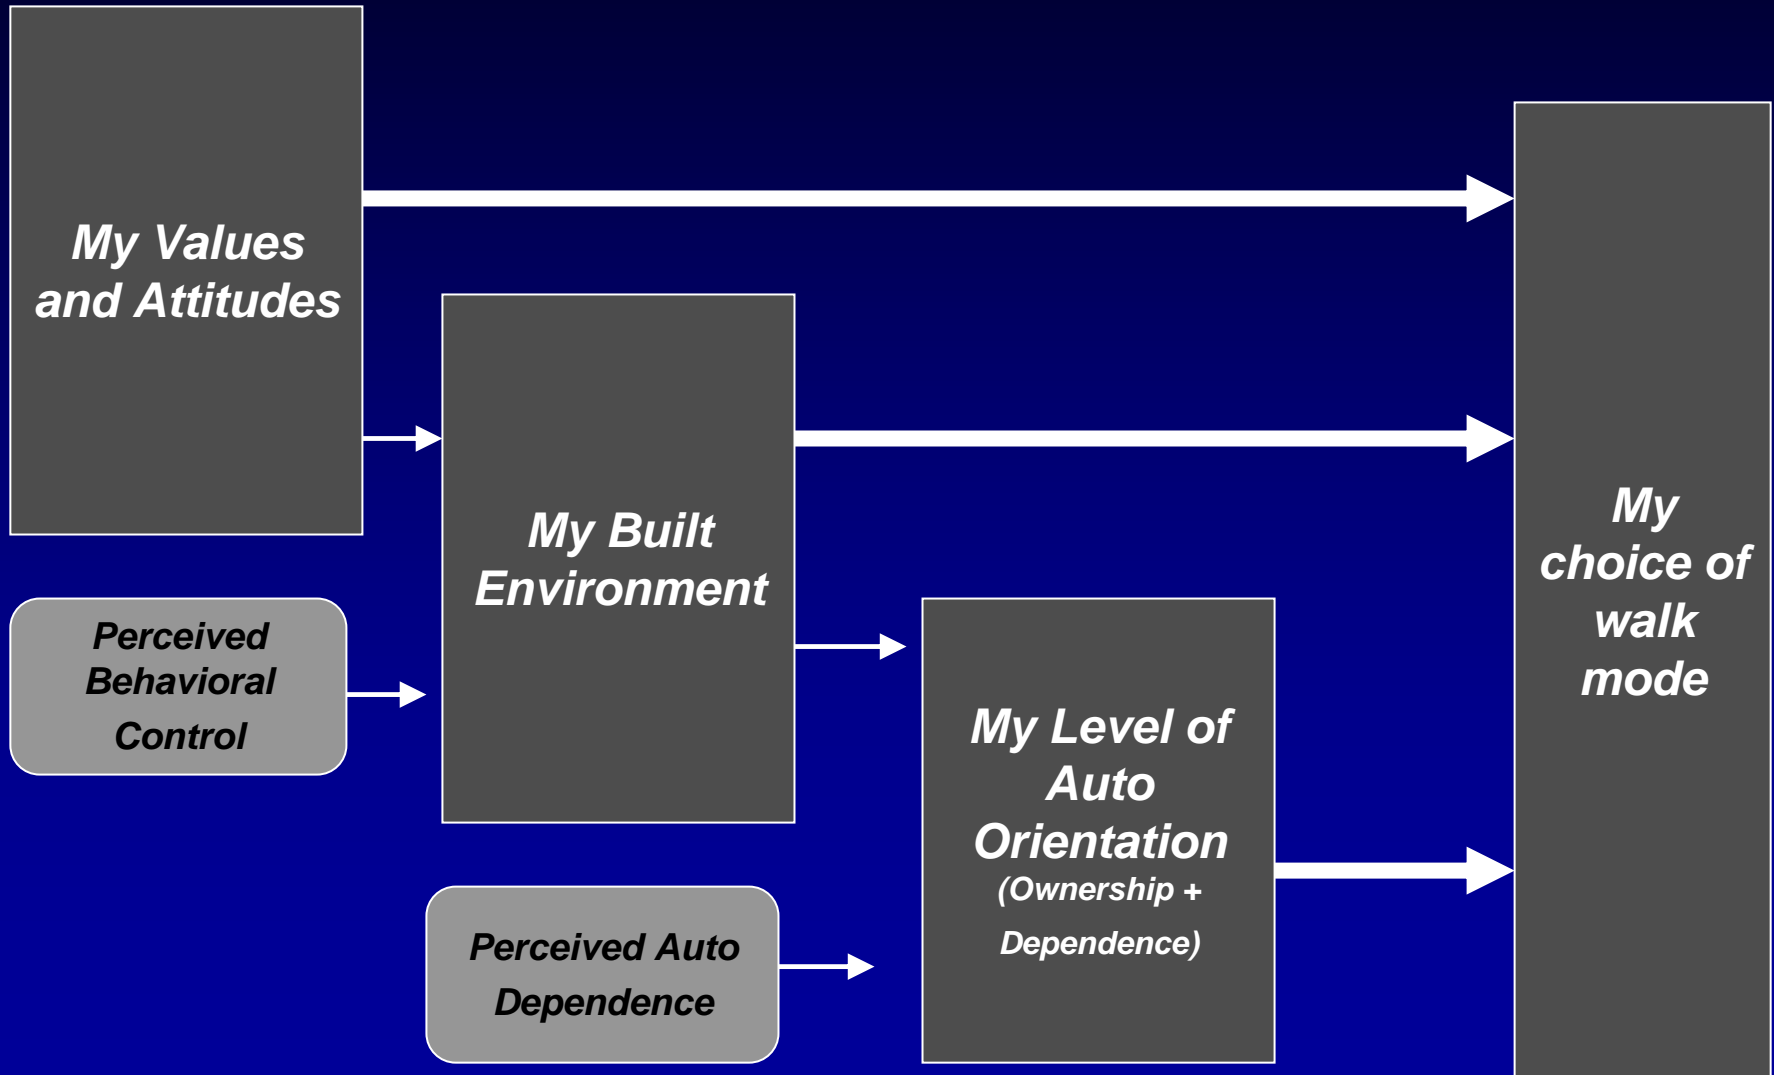 My Values
and Attitudes
Perceived
Behavioral
Control
My Built
Environment
Perceived Auto
Dependence
My Level of
Auto
Orientation
(Ownership +
Dependence)
My
choice of
walk
mode